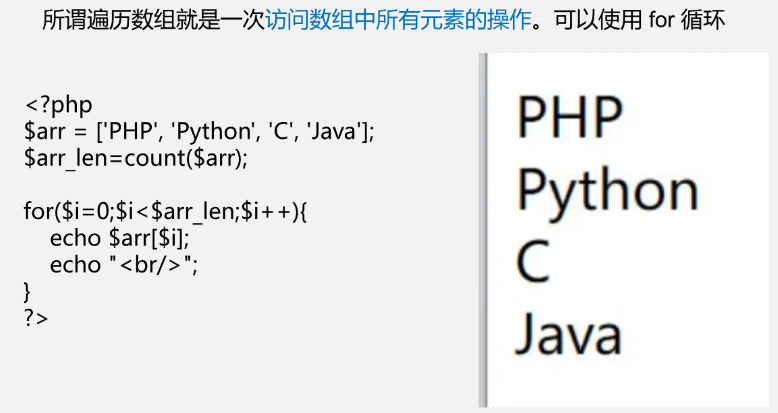 所谓遍历数组就是一次访问数组中所有元素的操作。可以使用 for 循环
<?php
$arr = ['PHP', 'Python', 'C', 'Java'];
$arr_len=count($arr);
for($i=0;$i<$arr_len;$i++){
    echo $arr[$i];
    echo "<br/>";
}
?>
PHP
Python
C
Java